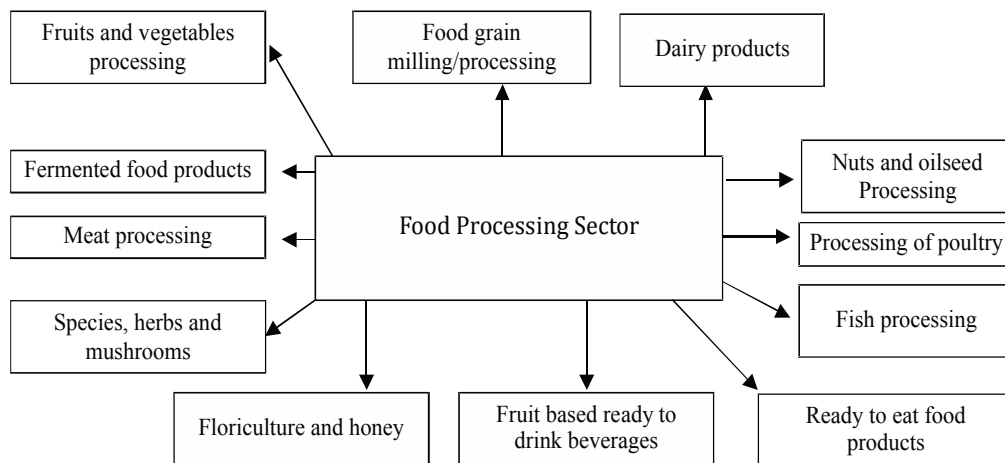 Fruits and vegetables
processing
Food grain
milling/processing
Dairy products
Fermented food products
Meat processing
Species, herbs and
mushrooms
Food Processing Sector
Nuts and oilseed
Processing
Processing of poultry
Fish processing
Floriculture and honey
Fruit based ready to
drink beverages
Ready to eat food
products